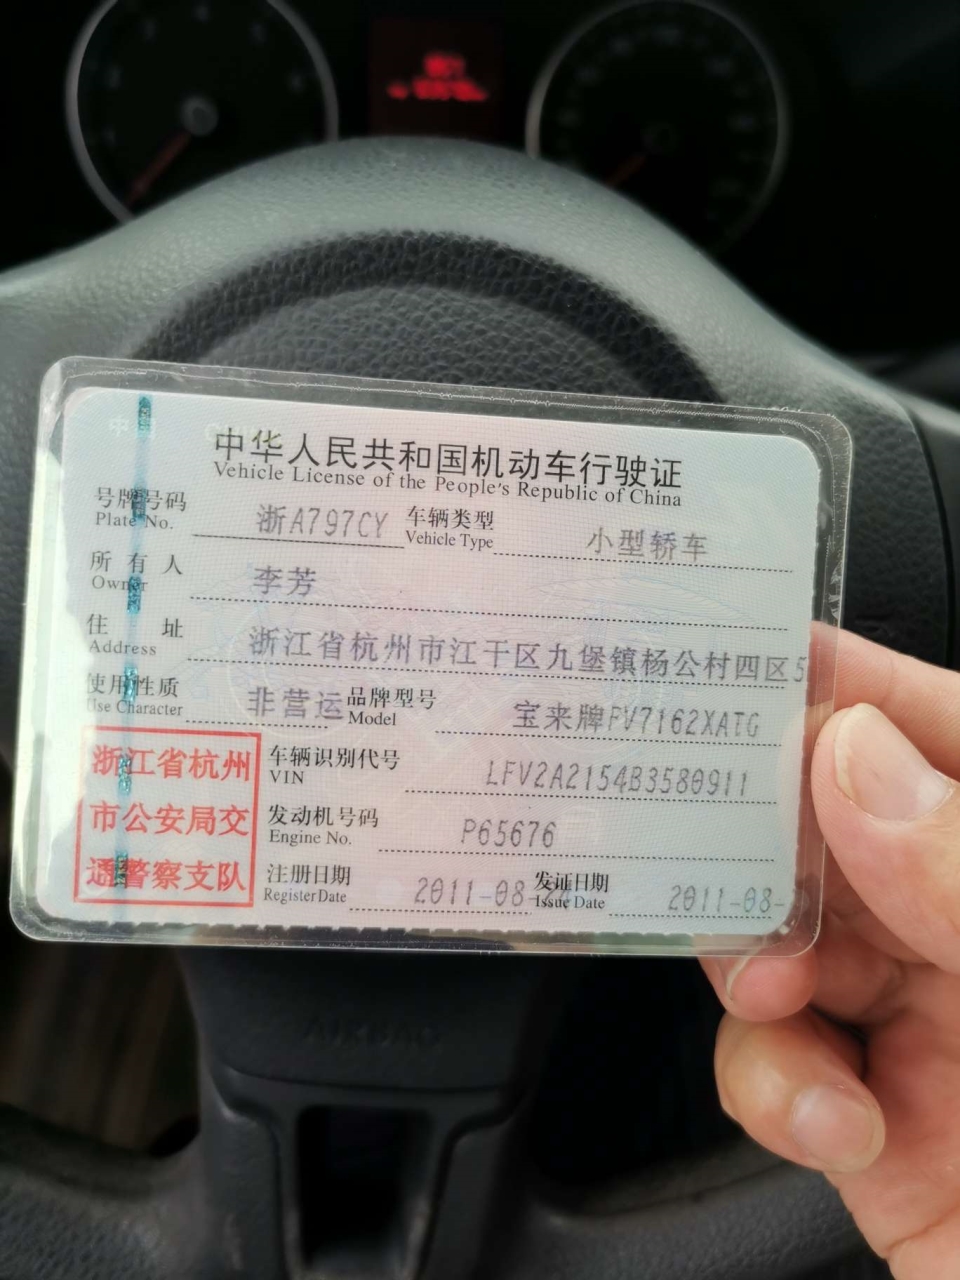 中华人民共和国机动车行驶证
Vehicle License of the People's Republic of China
号牌号码 浙A797CY 车辆类型 小型轿车
Plate No. Vehicle Type
所有人 李芳
Owner
住址 浙江省杭州市江干区九堡镇杨公村四区5
Address
使用性质 非营运 品牌型号 宝来牌FV7162XATG
Use Character Model
浙江省杭州
市公安局交
通警察支队
车辆识别代号 LFV2A2154B3580911
VIN
发动机号码 P65676
Engine No.
注册日期 2011-08-24 发证日期 2011-08-
Register Date Issue Date
AIRBAG